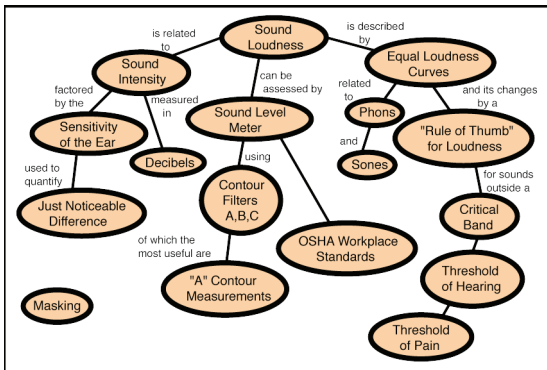 Sound
Loudness
is related
to
is described
by
Sound
Intensity
can be
assessed by
Equal Loudness
Curves
factored
by the
measured
in
related
to
and its changes
by a
Sensitivity
of the Ear
Decibels
Sound Level
Meter
Phons
"Rule of Thumb"
for Loudness
used to
quantify
using
and
Sones
for sounds
outside a
Just Noticeable
Difference
Contour
Filters
A,B,C
Critical
Band
of which the
most useful are
OSHA Workplace
Standards
"A" Contour
Measurements
Threshold
of Hearing
Masking
Threshold
of Pain